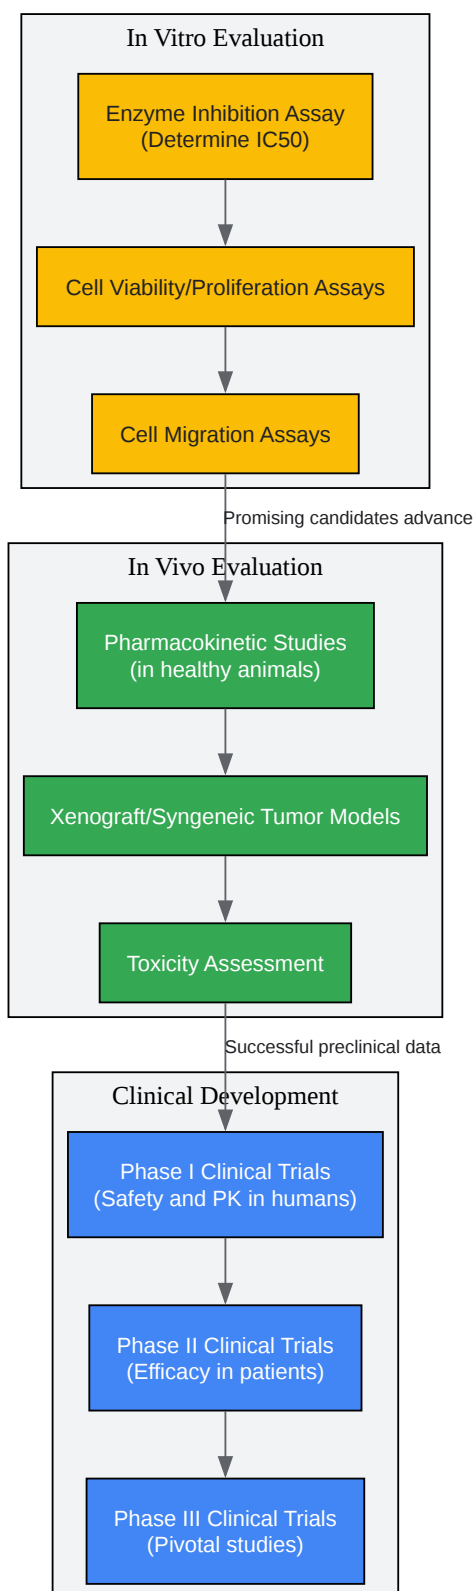 In Vitro Evaluation
Enzyme Inhibition Assay
(Determine IC50)
Cell Viability/Proliferation Assays
Cell Migration Assays
Promising candidates advance
In Vivo Evaluation
Pharmacokinetic Studies
(in healthy animals)
Xenograft/Syngeneic Tumor Models
Toxicity Assessment
Successful preclinical data
Clinical Development
Phase I Clinical Trials
(Safety and PK in humans)
Phase II Clinical Trials
(Efficacy in patients)
Phase III Clinical Trials
(Pivotal studies)